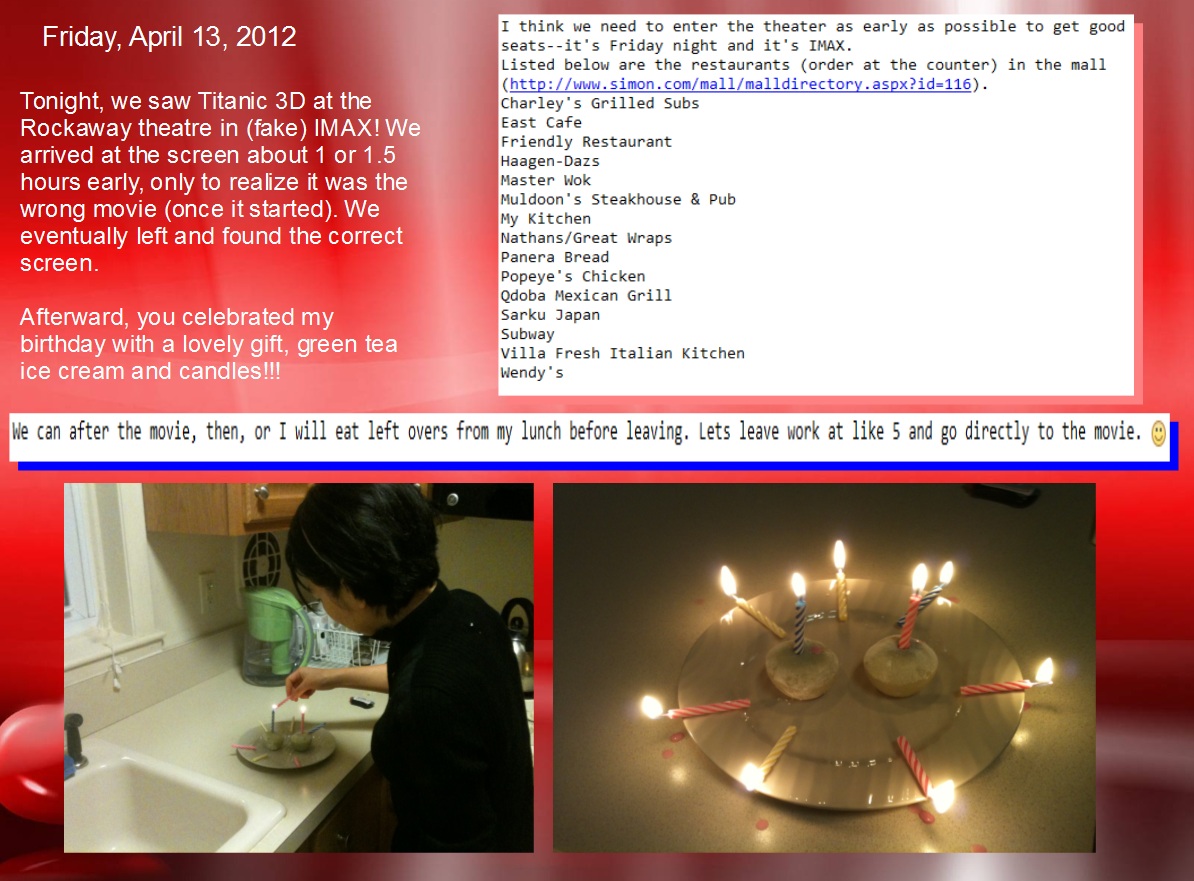 Friday, April 13, 2012
Tonight, we saw Titanic 3D at the
Rockaway theatre in (fake) IMAX! We
arrived at the screen about 1 or 1.5
hours early, only to realize it was the
wrong movie (once it started). We
eventually left and found the correct
screen.
Afterward, you celebrated my
birthday with a lovely gift, green tea
ice cream and candles!!!
I think we need to enter the theater as early as possible to get good
seats--it's Friday night and it's IMAX.
Listed below are the restaurants (order at the counter) in the mall
(http://www.simon.com/mall/malldirectory.aspx?id=116).
Charley's Grilled Subs
East Cafe
Friendly Restaurant
Haagen-Dazs
Master Wok
Muldoon's Steakhouse & Pub
My Kitchen
Nathans/Great Wraps
Panera Bread
Popeye's Chicken
Qdoba Mexican Grill
Sarku Japan
Subway
Villa Fresh Italian Kitchen
Wendy's
We can after the movie, then, or I will eat left overs from my lunch before leaving. Lets leave work at like 5 and go directly to the movie.